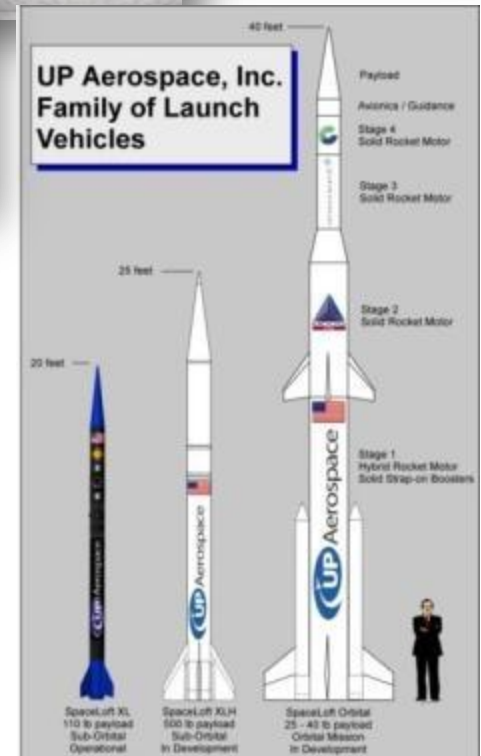 40 feet
UP Aerospace, Inc.
Family of Launch
Vehicles
Payload
Avionics / Guidance
Stage 4
Solid Rocket Motor
Stage 3
Solid Rocket Motor
25 feet
Stage 2
Solid Rocket Motor
20 feet
Stage 1
Hybrid Rocket Motor
Solid Strap-on Boosters
UP Aerospace
UP Aerospace
UP Aerospace
SpaceLoft XL
110 lb payload
Sub-Orbital
Operational
SpaceLoft XLH
500 lb payload
Sub-Orbital
In Development
SpaceLoft Orbital
25 - 40 lb payload
Orbital Mission
In Development